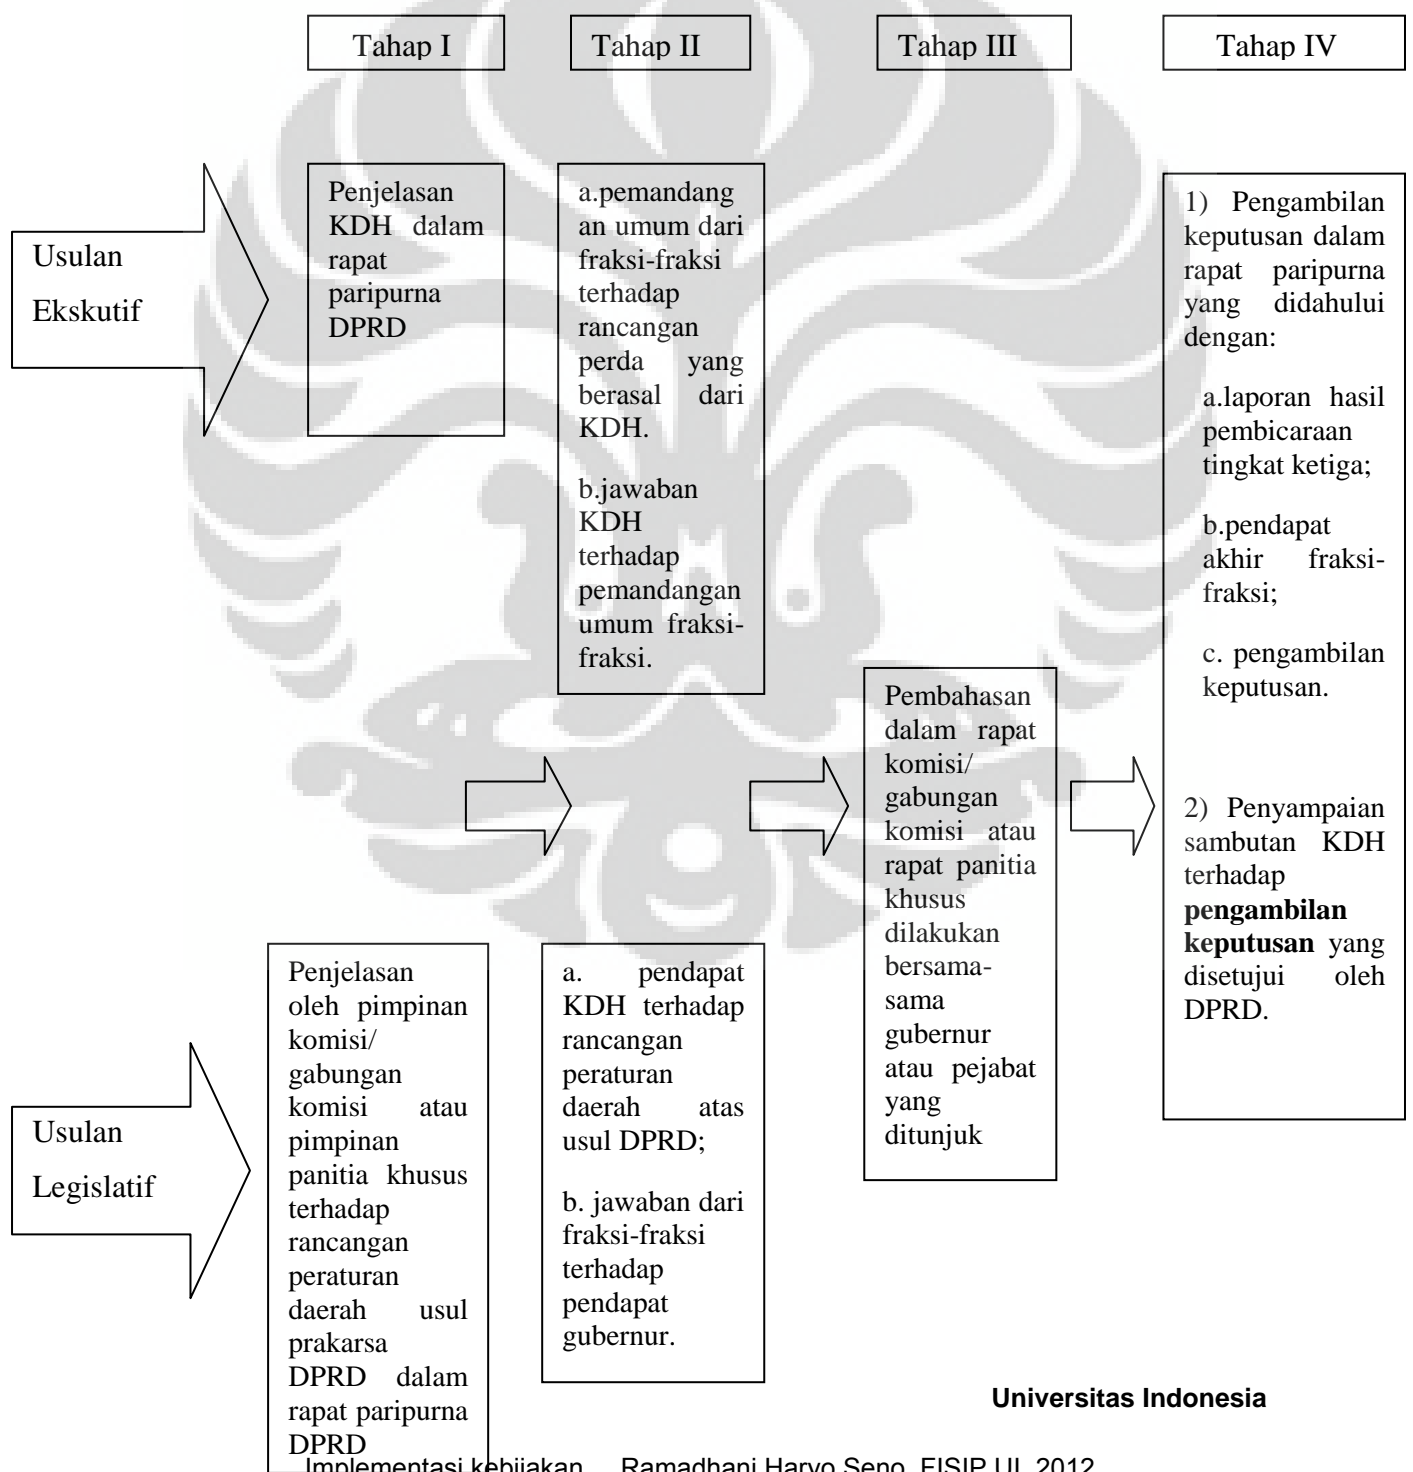 Tahap I
Tahap II
Tahap III
Tahap IV
Usulan
Ekskutif
Penjelasan
KDH dalam
rapat
paripurna
DPRD
a.pemandang
an umum dari
fraksi-fraksi
terhadap
rancangan
perda yang
berasal dari
KDH.
b.jawaban
KDH
terhadap
pemandangan
umum fraksi-
fraksi.
Usulan
Legislatif
Penjelasan
oleh pimpinan
komisi/
gabungan
komisi atau
pimpinan
panitia khusus
terhadap
rancangan
peraturan
daerah usul
prakarsa
DPRD dalam
rapat paripurna
DPRD
a. pendapat
KDH terhadap
rancangan
peraturan
daerah atas
usul DPRD;
b. jawaban dari
fraksi-fraksi
terhadap
pendapat
gubernur.
Pembahasan
dalam rapat
komisi/
gabungan
komisi atau
rapat panitia
khusus
dilakukan
bersama-
sama
gubernur
atau pejabat
yang
ditunjuk
1) Pengambilan
keputusan dalam
rapat paripurna
yang didahului
dengan:
a.laporan hasil
pembicaraan
tingkat ketiga;
b.pendapat
akhir fraksi-
fraksi;
c. pengambilan
keputusan.
2) Penyampaian
sambutan KDH
terhadap
pengambilan
keputusan yang
disetujui oleh
DPRD.
Universitas Indonesia
Implementasi kebijakan..., Ramadhani Haryo Seno, FISIP UI, 2012